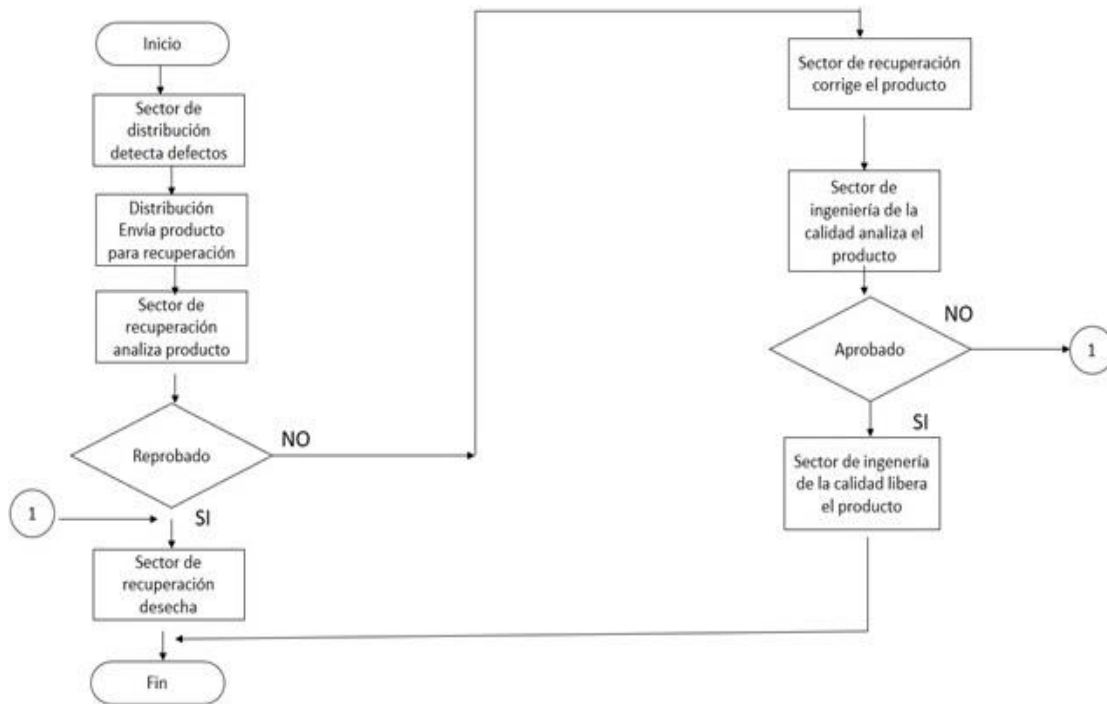 Inicio
Sector de
distribución
detecta defectos
Distribución
Envía producto
para recuperación
Sector de
recuperación
analiza producto
Reprobado
NO
SI
1
Sector de
recuperación
desecha
Fin
Sector de recuperación
corrige el producto
Sector de
ingeniería de la
calidad analiza el
producto
Aprobado
NO
1
SI
Sector de ingenería
de la calidad libera
el producto